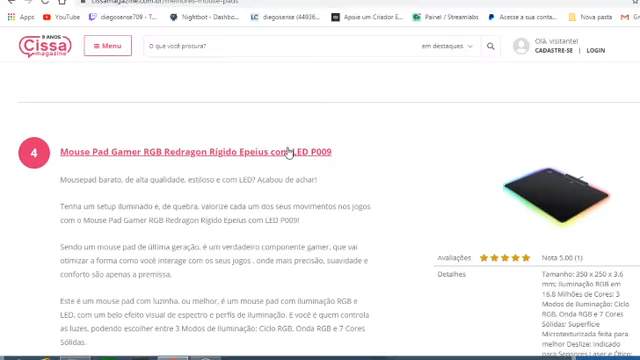 cissamagazine.com.br/melhores-mouse-pads
Apps
YouTube
diegosense709 - T...
Nightbot - Dashbo...
diegosense (44936...
Apoie um Criador E...
Painel / Streamlabs
Acesse a sua conta...
Nova pasta
G
9 ANOS
Cissa
magazine
Menu
O que você procura?
em destaques
Olá, visitante!
CADASTRE-SE | LOGIN
4
Mouse Pad Gamer RGB Redragon Rígido Epeius com LED P009
Mousepad barato, de alta qualidade, estiloso e com LED? Acabou de achar!
Tenha um setup iluminado e, de quebra, valorize cada um dos seus movimentos nos jogos
com o Mouse Pad Gamer RGB Redragon Rígido Epeius com LED P009!
Sendo um mouse pad de última geração, é um verdadeiro componente gamer, que vai
otimizar a forma como você interage com os seus jogos , onde mais precisão, suavidade e
conforto são apenas a premissa.
Este é um mouse pad com luzinha, ou melhor, é um mouse pad com iluminação RGB e
LED, com um belo efeito visual de espectro e perfis de iluminação. E você é quem controla
as luzes, podendo escolher entre 3 Modos de Iluminação: Ciclo RGB, Onda RGB e 7 Cores
Sólidas.
Avaliações
Nota 5.00 (1)
Detalhes
Tamanho: 350 x 250 x 3.6
mm; Iluminação RGB em
16.8 Milhões de Cores; 3
Modos de Iluminação: Ciclo
RGB, Onda RGB e 7 Cores
Sólidas; Superfície
Microtexturizada feita para
melhor Deslize; Indicado
para Sensores Laser e Ótico;